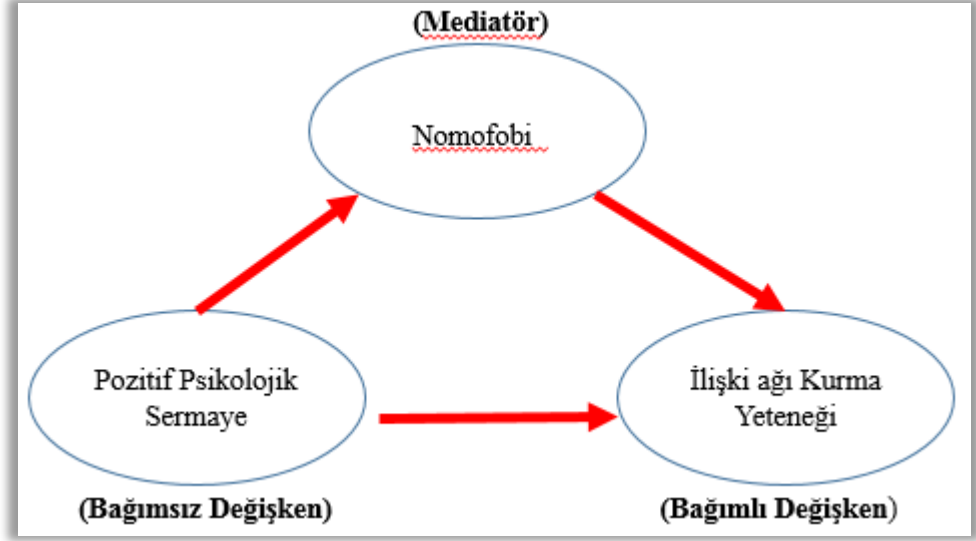 (Mediatör)
Nomofobi
Pozitif Psikolojik
Sermaye
İlişki ağı Kurma
Yeteneği
(Bağımsız Değişken)
(Bağımlı Değişken)